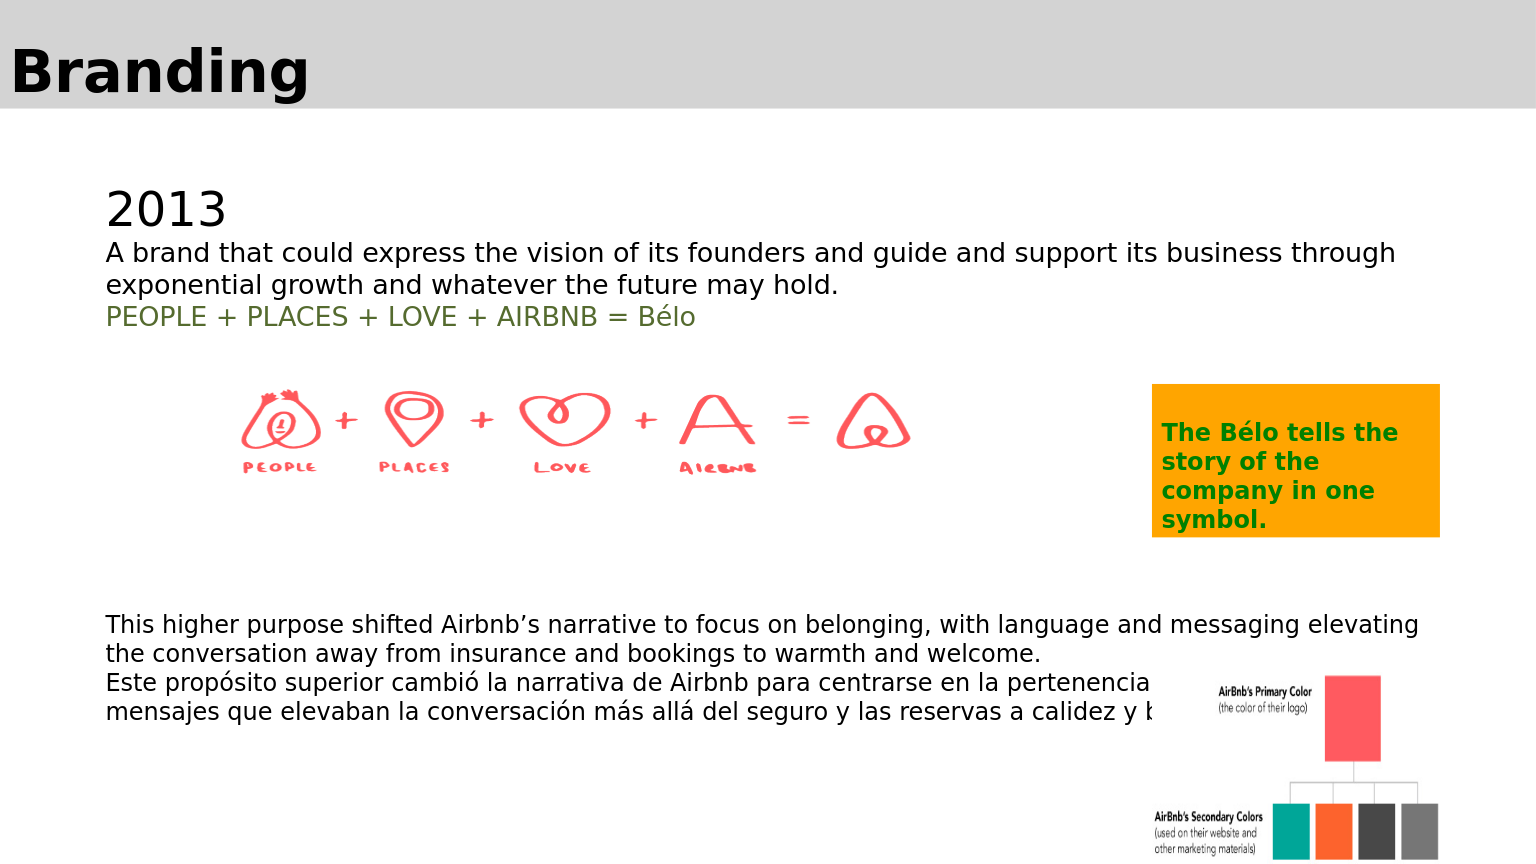 Branding
2013
A brand that could express the vision of its founders and guide and support its business through
exponential growth and whatever the future may hold.
PEOPLE + PLACES + LOVE + AIRBNB = Bélo
+ + + =
PEOPLE PLACES LOVE AIRBNB
The Bélo tells the
story of the
company in one
symbol.
This higher purpose shifted Airbnb’s narrative to focus on belonging, with language and messaging elevating
the conversation away from insurance and bookings to warmth and welcome.
Este propósito superior cambió la narrativa de Airbnb para centrarse en la pertenencia
mensajes que elevaban la conversación más allá del seguro y las reservas a calidez y
AirBnb's Primary Color
(the color of their logo)
AirBnb's Secondary Colors
(used on their website and
other marketing materials)